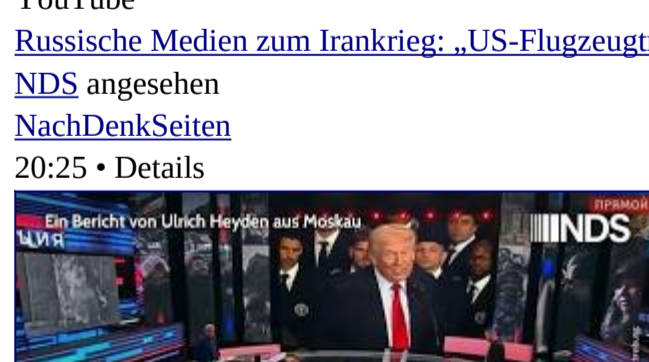 YouTube
Russische Medien zum Irankrieg: „US-Flugzeugt
NDS angesehen
NachDenkSeiten
20:25 • Details
ПРЯМОЙ
Ein Bericht von Ulrich Heyden aus Moskau
NDS
ЦИЯ